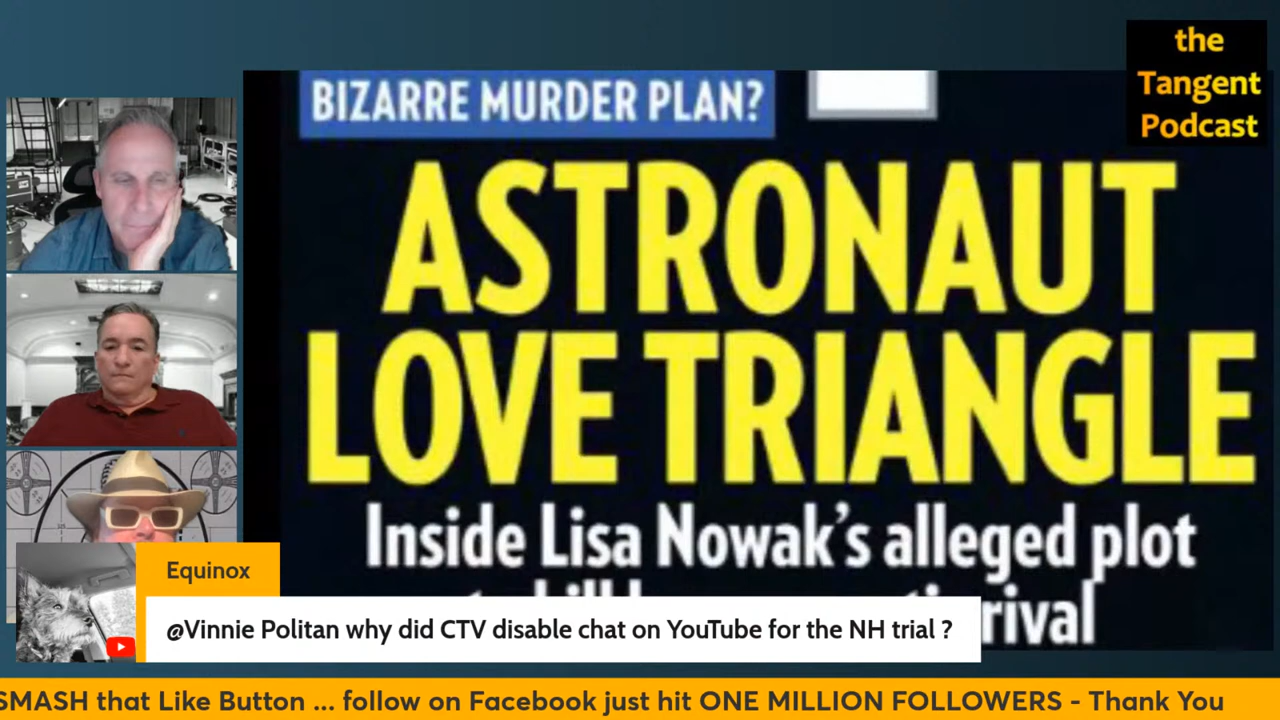 the
Tangent
Podcast
BIZARRE MURDER PLAN?
ASTRONAUT
LOVE TRIANGLE
Inside Lisa Nowak's alleged plot
rival
Equinox
@Vinnie Politan why did CTV disable chat on YouTube for the NH trial ?
SMASH that Like Button ... follow on Facebook just hit ONE MILLION FOLLOWERS - Thank You